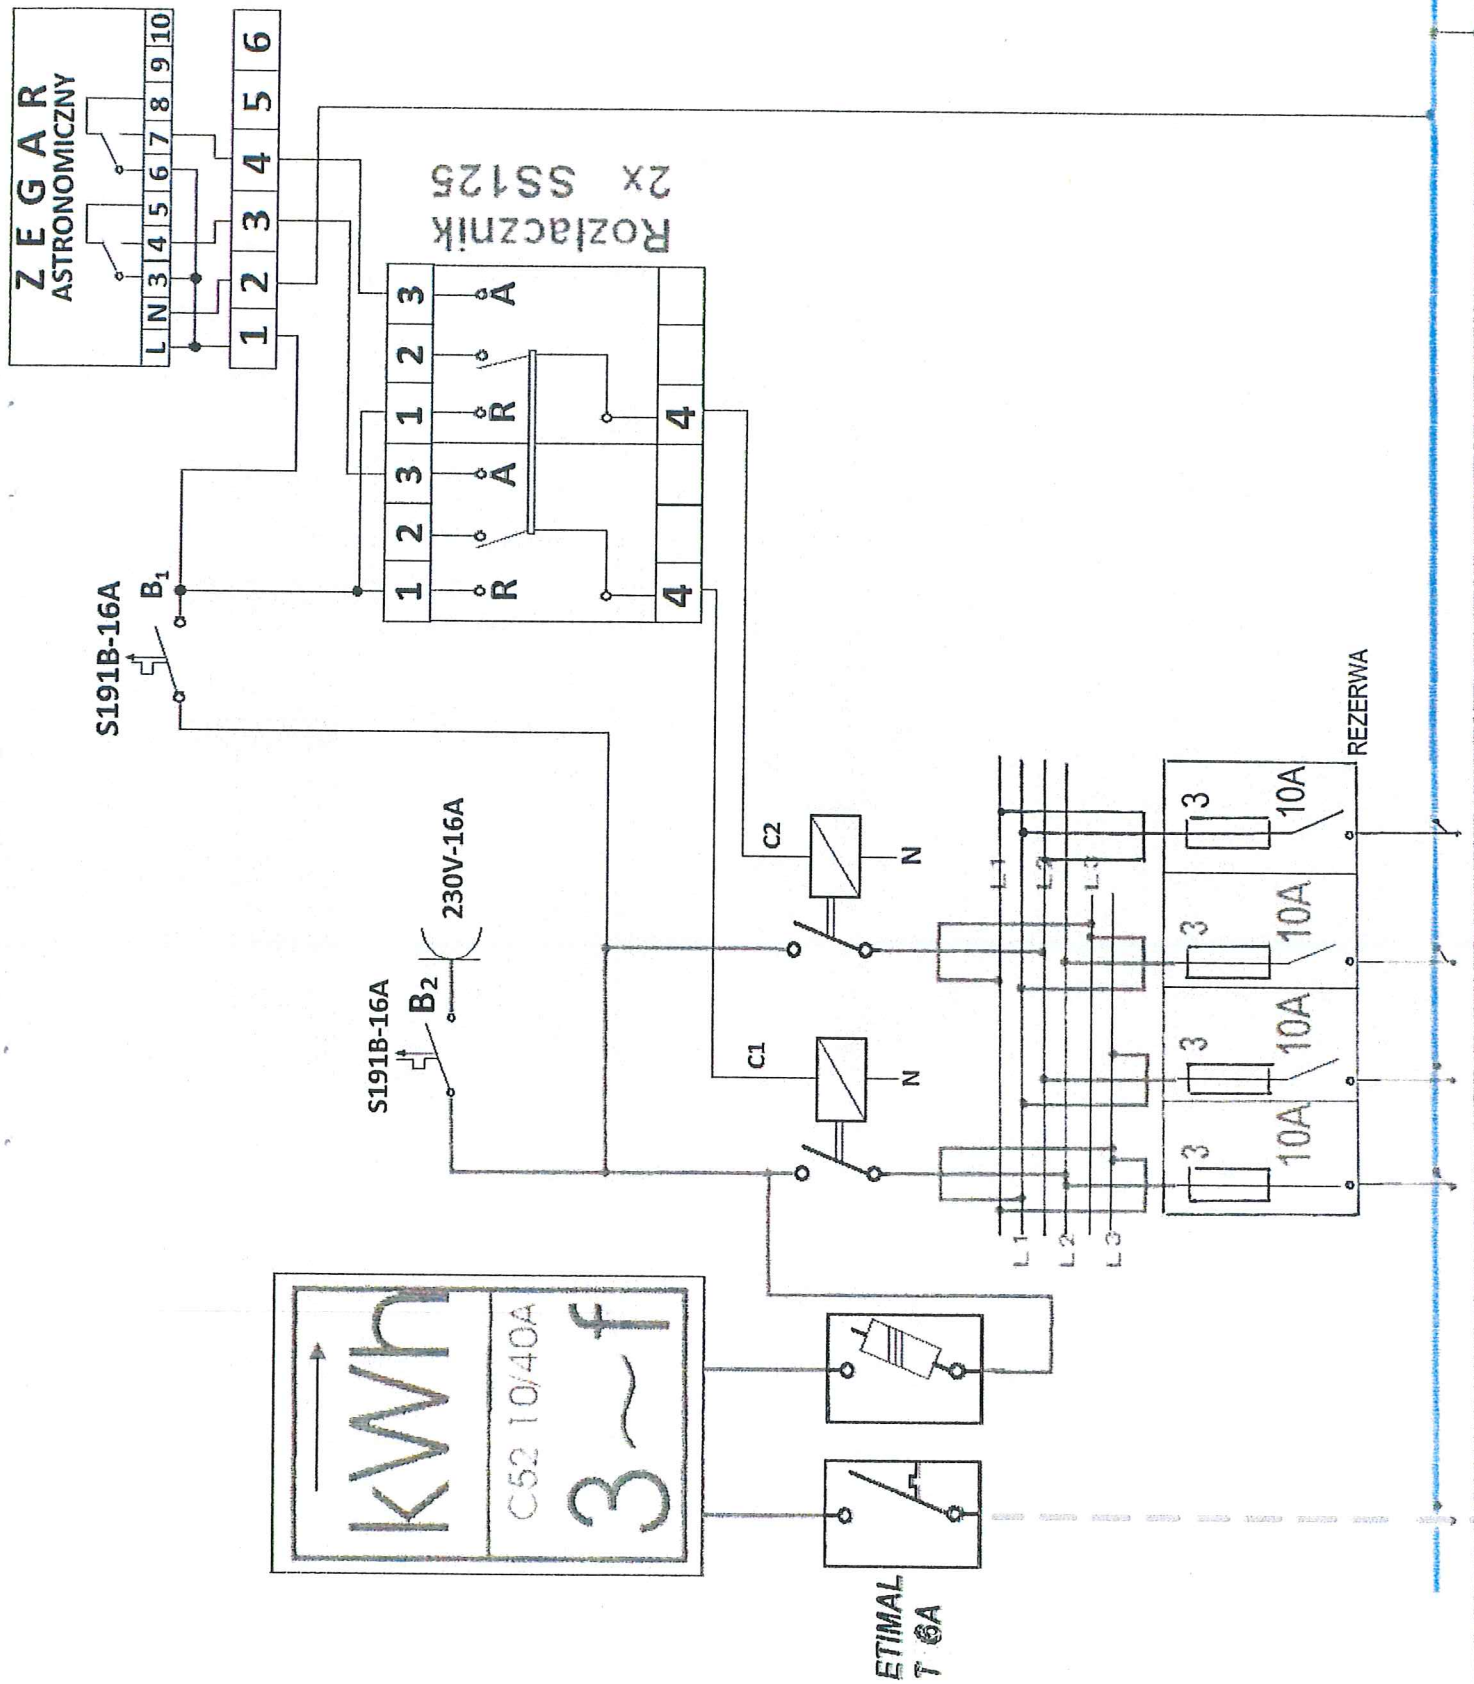 Z E G A R
ASTRONOMICZNY
L N 3 4 5 6 7 8 9 10
1 2 3 4 5 6
S191B-16A
B1
Rozłacznik
2x SS125
1 2 3 1 2 3
R A R A
4 4
S191B-16A
B2
230V-16A
C1
C2
N
N
kWh
C52 10/40A
3~f
ETIMAL
T 6A
L1
L2
L3
L1
L2
L3
3 3 3 3
10A 10A 10A 10A
REZERWA